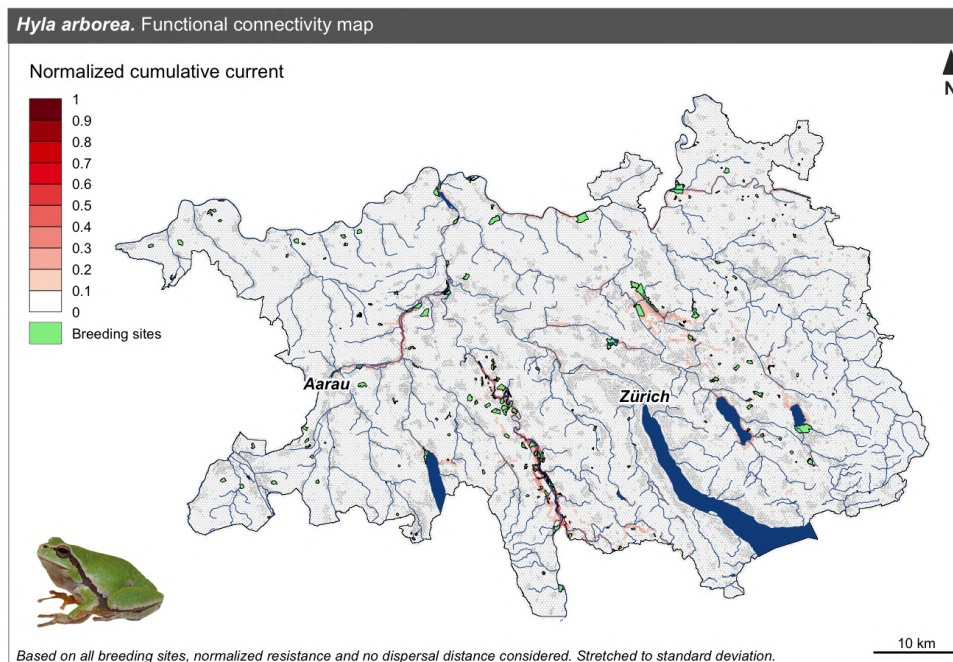 Hyla arborea. Functional connectivity map
Normalized cumulative current
N
1
0.9
0.8
0.7
0.6
0.5
0.4
0.3
0.2
0.1
0
Breeding sites
Aarau
Zürich
10 km
Based on all breeding sites, normalized resistance and no dispersal distance considered. Stretched to standard deviation.